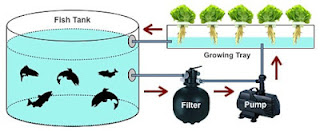 Fish Tank
Growing Tray
Filter
Pump